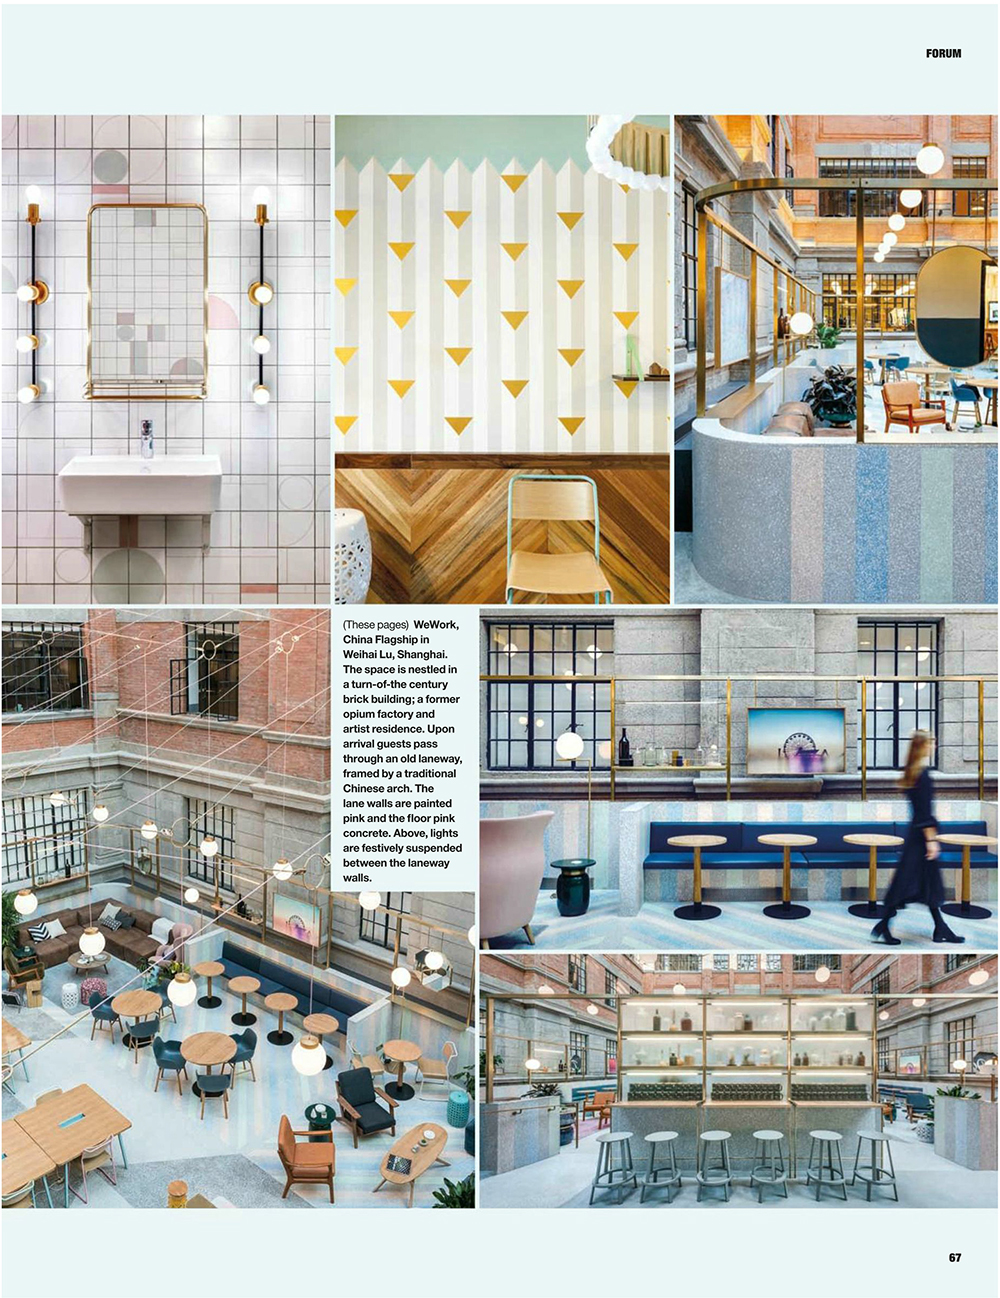 FORUM
(These pages) WeWork,
China Flagship in
Weihai Lu, Shanghai.
The space is nestled in
a turn-of-the century
brick building; a former
opium factory and
artist residence. Upon
arrival guests pass
through an old laneway,
framed by a traditional
Chinese arch. The
lane walls are painted
pink and the floor pink
concrete. Above, lights
are festively suspended
between the laneway
walls.
67